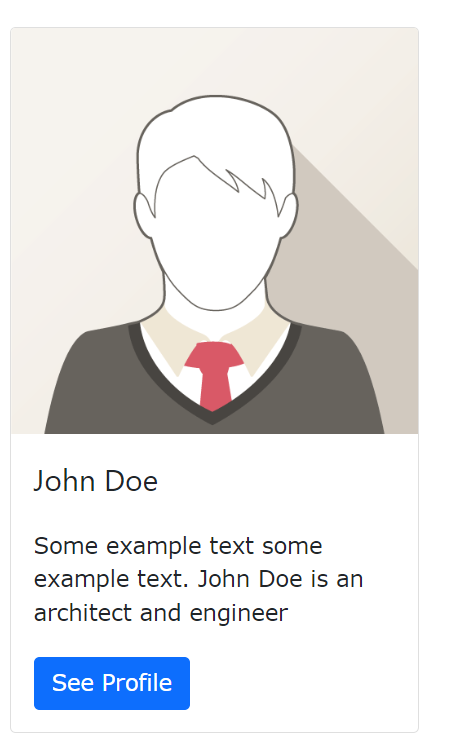 John Doe
Some example text some
example text. John Doe is an
architect and engineer
See Profile